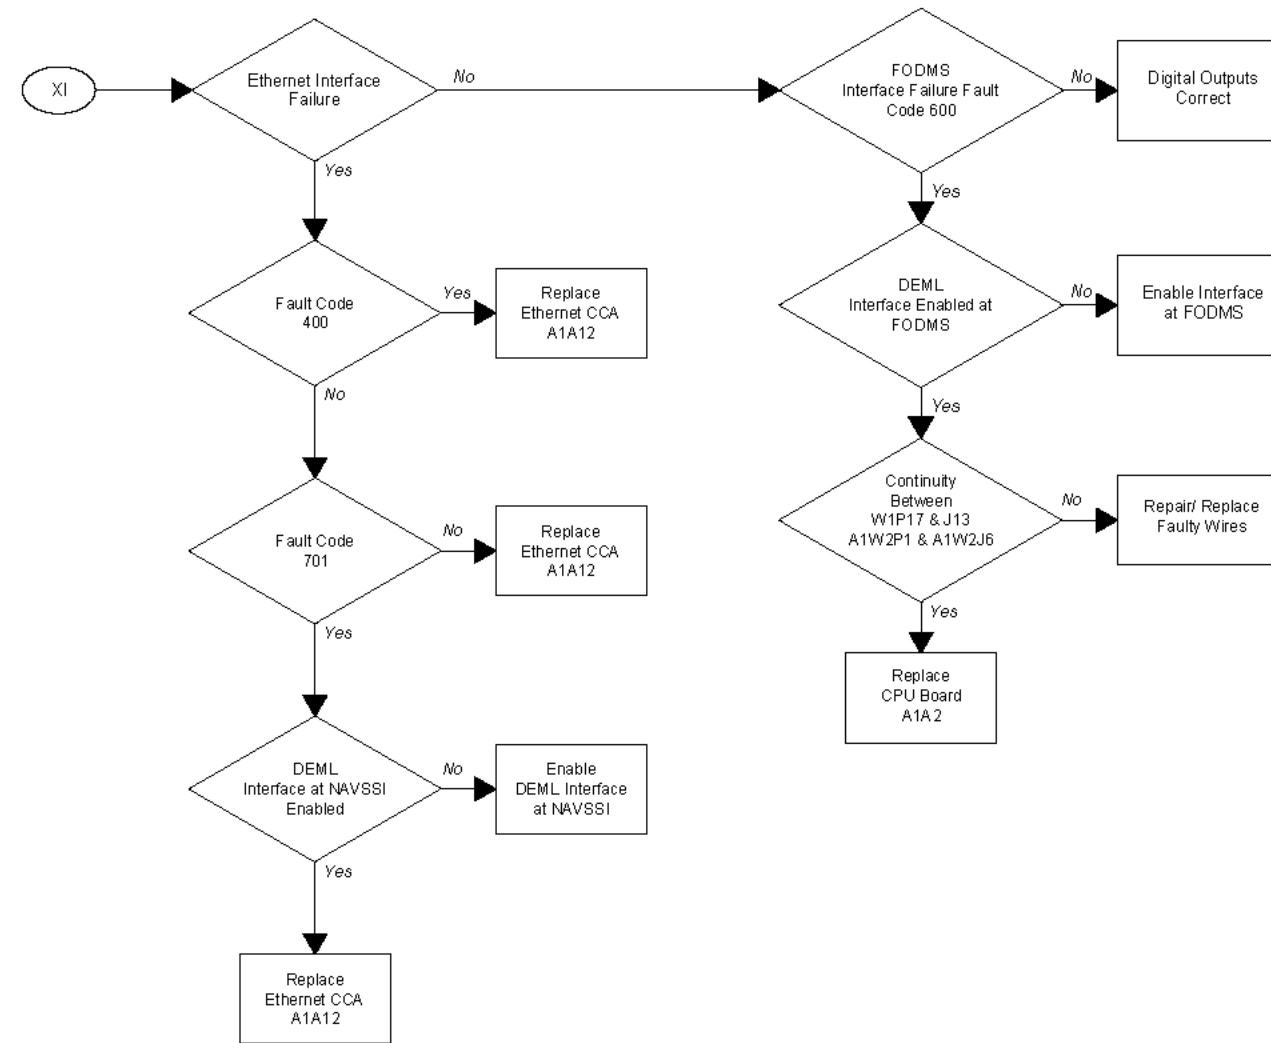 XI
Ethernet Interface
Failure
No
FODMS
Interface Failure Fault
Code 600
No
Digital Outputs
Correct
Yes
Yes
Fault Code
400
Yes
Replace
Ethernet CCA
A1A12
DEML
Interface Enabled at
FODMS
No
Enable Interface
at FODMS
No
Yes
Fault Code
701
No
Replace
Ethernet CCA
A1A12
Continuity
Between
W1P17 & J13
A1W2P1 & A1W2J6
No
Repair/ Replace
Faulty Wires
Yes
Yes
DEML
Interface at NAVSSI
Enabled
No
Enable
DEML Interface
at NAVSSI
Replace
CPU Board
A1A2
Yes
Replace
Ethernet CCA
A1A12